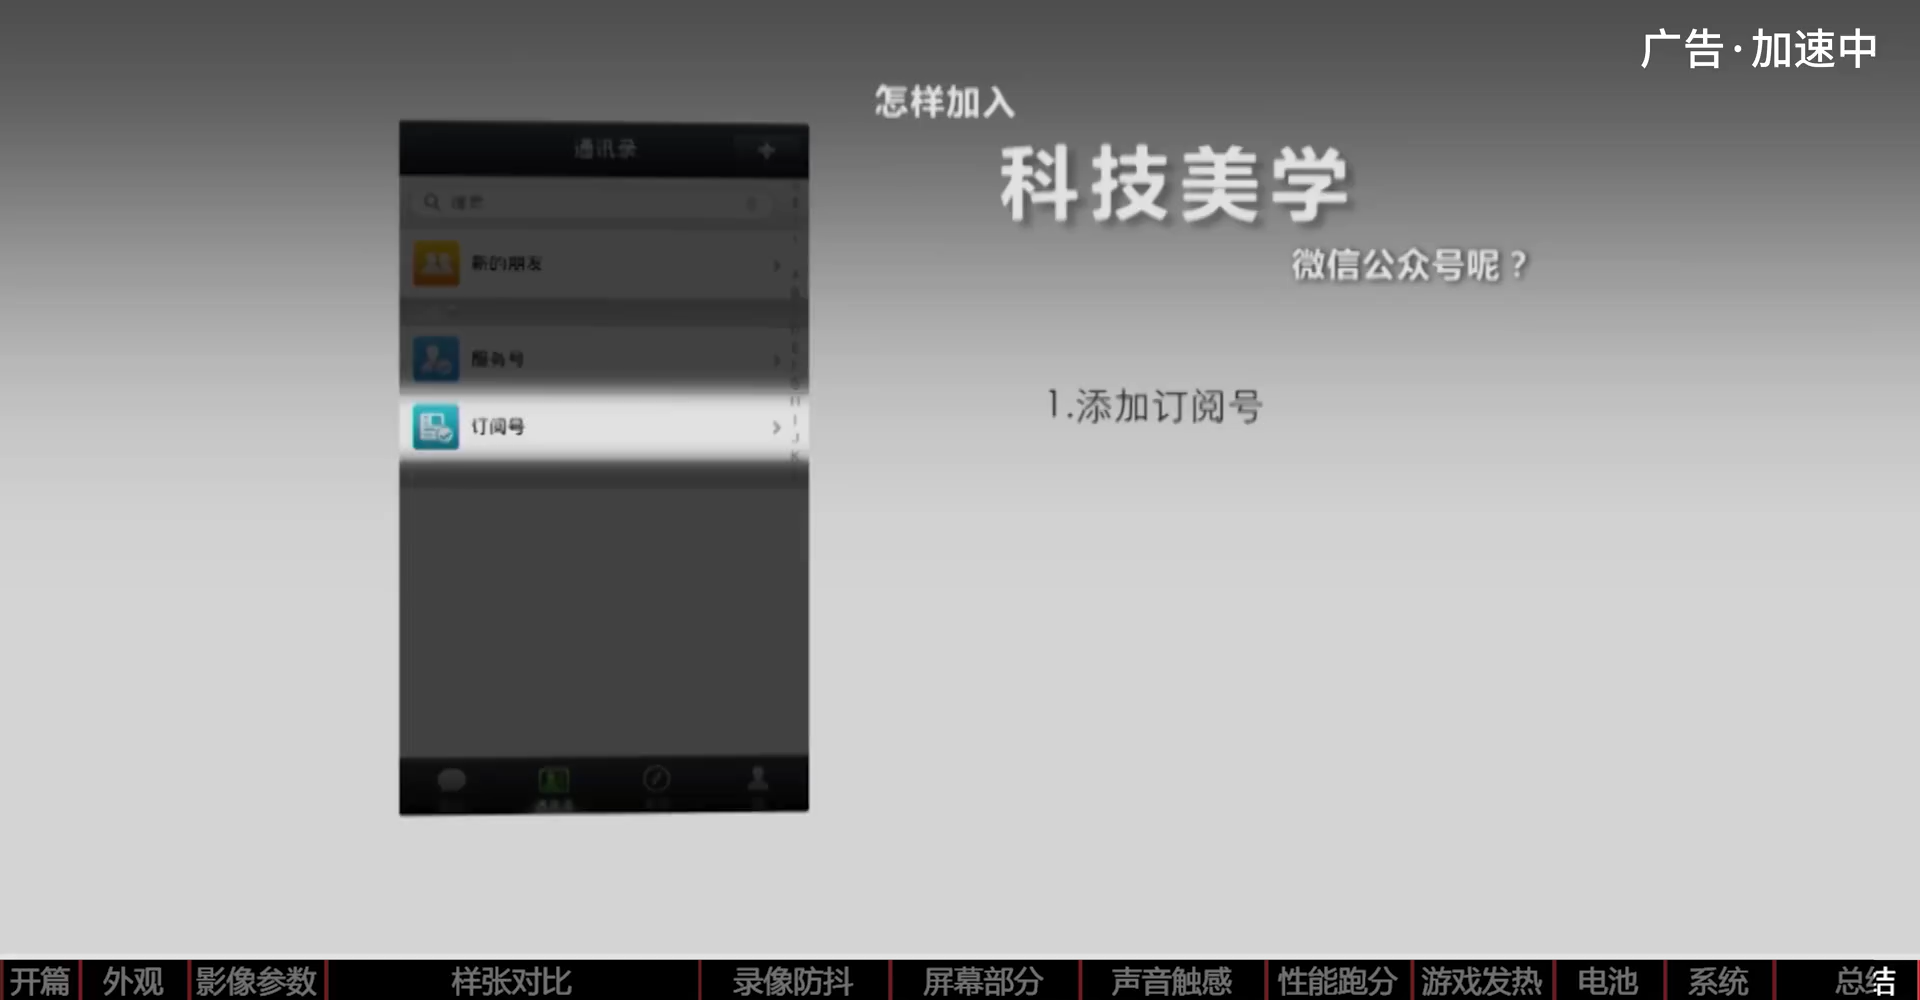 广告·加速中
怎样加入
科技美学
微信公众号呢？
通讯录
新的朋友
服务号
订阅号
H
I
J
K
1.添加订阅号
开篇 外观 影像参数 样张对比 录像防抖 屏幕部分 声音触感 性能跑分 游戏发热 电池 系统 总结